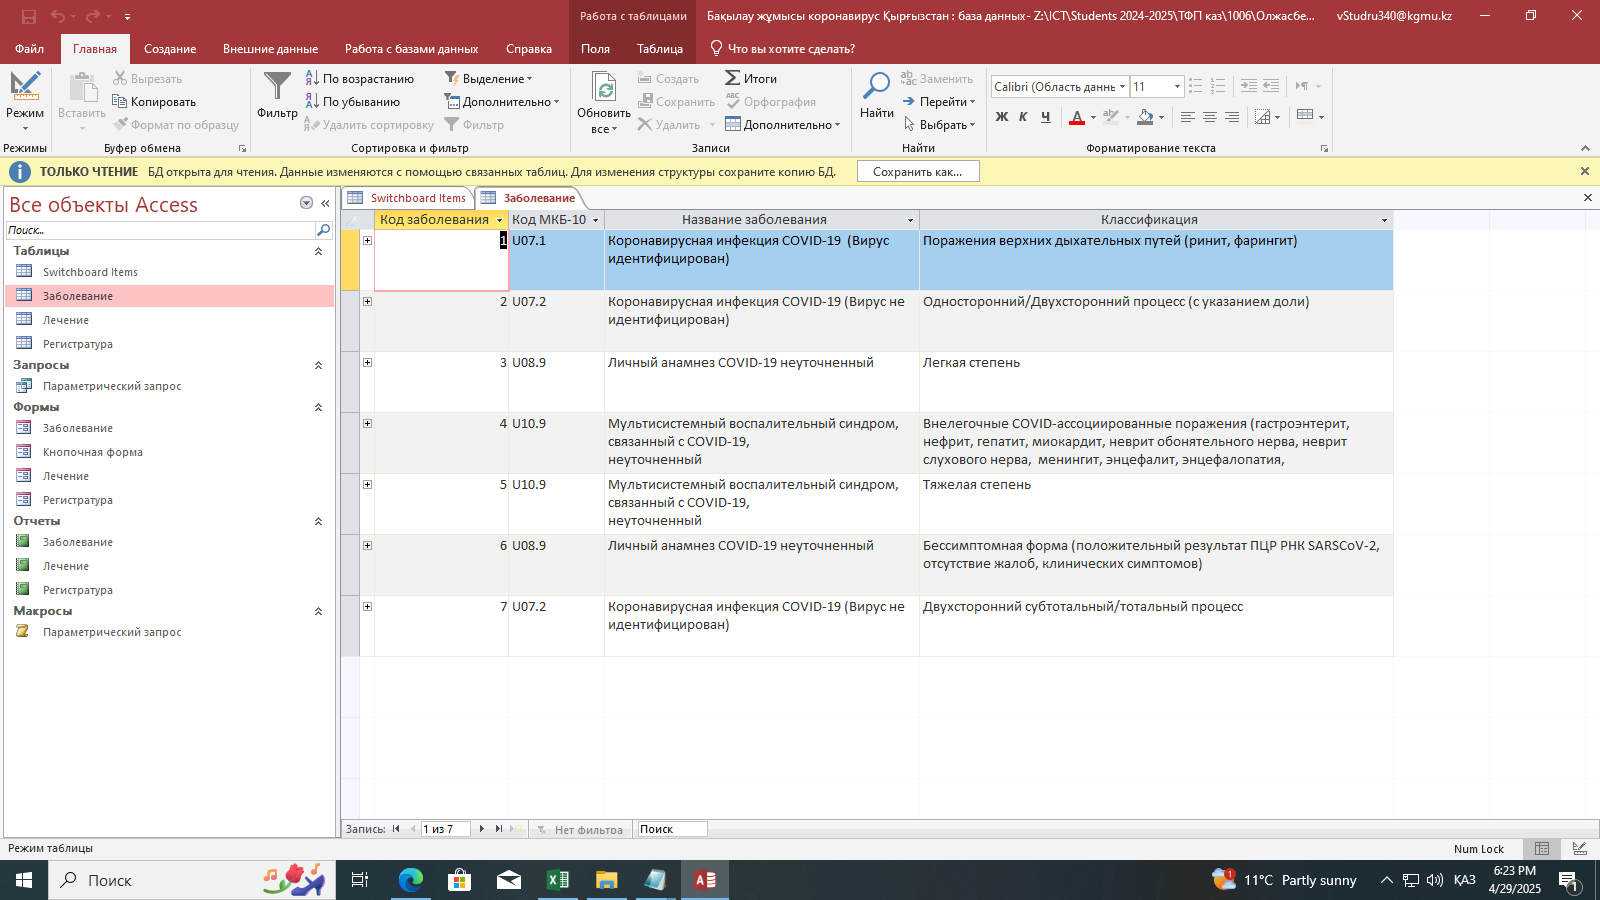 Работа с таблицами
Бақылау жұмысы коронавирус Қырғызстан : база данных- Z:\ICT\Students 2024-2025\ТФП каз\1006\Олжасбе...
vStudru340@kgmu.kz
Файл
Главная
Создание
Внешние данные
Работа с базами данных
Справка
Поля
Таблица
Что вы хотите сделать?
Режим
Режимы
Вставить
Вырезать
Копировать
Формат по образцу
Буфер обмена
Фильтр
По возрастанию
По убыванию
Удалить сортировку
Выделение
Дополнительно
Фильтр
Сортировка и фильтр
Обновить
все
Создать
Сохранить
Удалить
Итоги
Орфография
Дополнительно
Записи
Найти
Заменить
Перейти
Выбрать
Найти
Calibri (Область данны
11
Ж К Ч
Форматирование текста
ТОЛЬКО ЧТЕНИЕ БД открыта для чтения. Данные изменяются с помощью связанных таблиц. Для изменения структуры сохраните копию БД.
Сохранить как...
Все объекты Access
Поиск...
Таблицы
Switchboard Items
Заболевание
Лечение
Регистратура
Запросы
Параметрический запрос
Формы
Заболевание
Кнопочная форма
Лечение
Регистратура
Отчеты
Заболевание
Лечение
Регистратура
Макросы
Параметрический запрос
Switchboard Items
Заболевание
Код заболевания Код МКБ-10 Название заболевания Классификация
1 U07.1 Коронавирусная инфекция COVID-19 (Вирус Поражения верхних дыхательных путей (ринит, фарингит)
идентифицирован)
2 U07.2 Коронавирусная инфекция COVID-19 (Вирус не Односторонний/Двухсторонний процесс (с указанием доли)
идентифицирован)
3 U08.9 Личный анамнез COVID-19 неуточненный Легкая степень
4 U10.9 Мультисистемный воспалительный синдром, Внелегочные COVID-ассоциированные поражения (гастроэнтерит,
связанный с COVID-19, нефрит, гепатит, миокардит, неврит обонятельного нерва, неврит
неуточненный слухового нерва, менингит, энцефалит, энцефалопатия,
5 U10.9 Мультисистемный воспалительный синдром, Тяжелая степень
связанный с COVID-19,
неуточненный
6 U08.9 Личный анамнез COVID-19 неуточненный Бессимптомная форма (положительный результат ПЦР РНК SARSCoV-2,
отсутствие жалоб, клинических симптомов)
7 U07.2 Коронавирусная инфекция COVID-19 (Вирус не Двухсторонний субтотальный/тотальный процесс
идентифицирован)
Запись: 1 из 7 Нет фильтра Поиск
Режим таблицы
Num Lock
Поиск
1
11°C Partly sunny
ҚАЗ
6:23 PM
4/29/2025
1